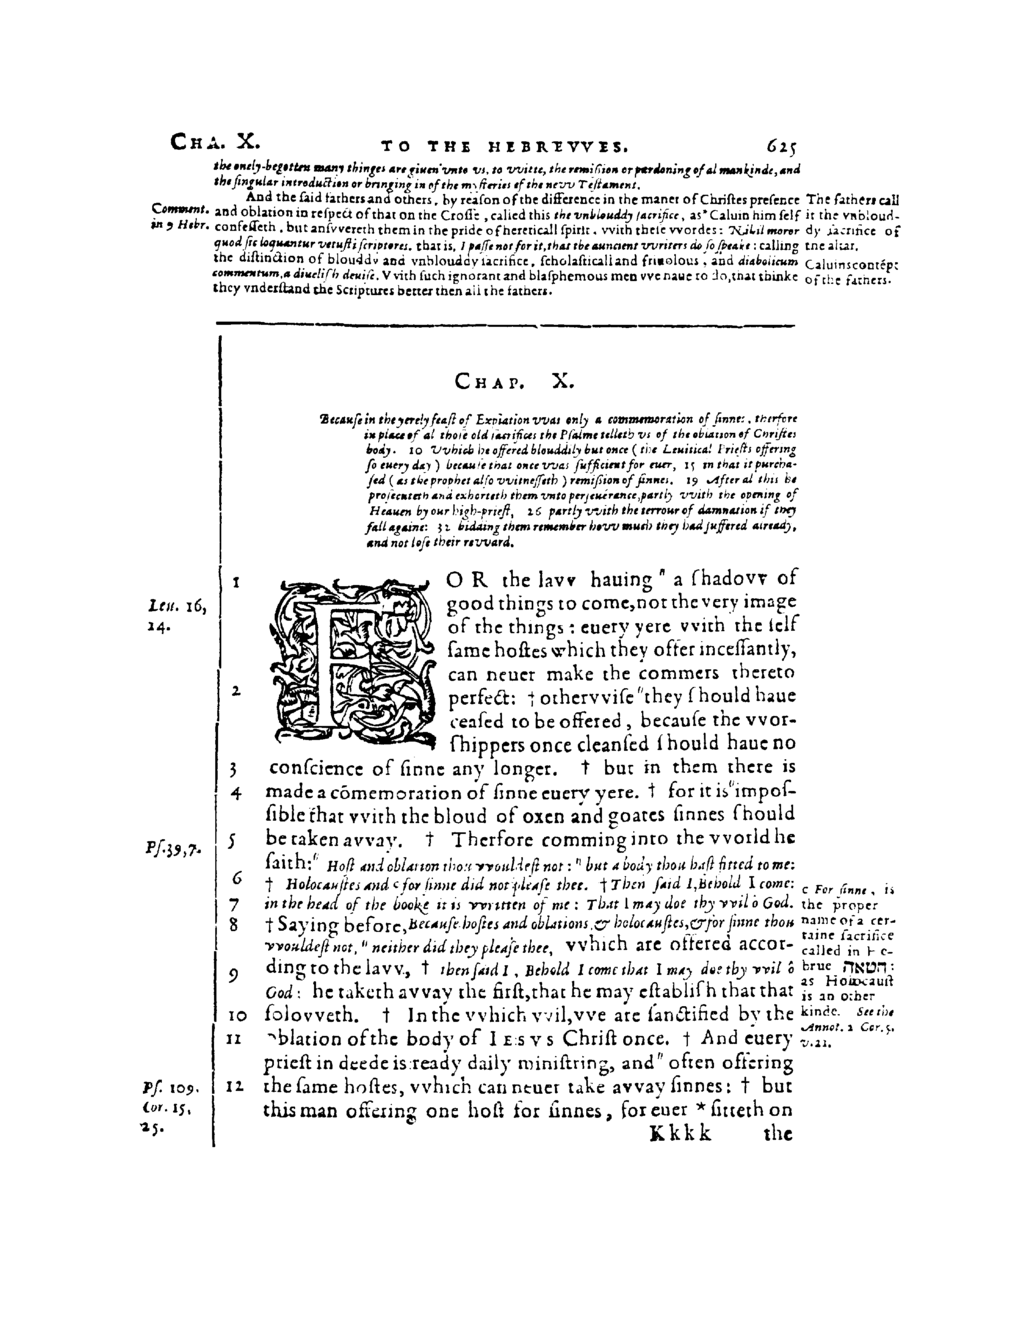 CHA. X. TO THE HEBREVVES. 625
the onely-begotten many thinges are giuen vnto vs, to vvitte, the remißion or pardoning of al mankinde, and
the singular introduction or bringing in of the mysteries of the nevv Testament.
And the said fathers and others, by reason of the difference in the maner of Christes presence
and oblation in respect of that on the Crosse, called this the vnblouddy sacrifice, as* Caluin him self
confesseth, but ansvvereth them in the pride of hereticall spirit, vvith these vvordes: Nihil moror
quod sic loquantur vetusti scriptores. that is, I passe not for it, that the auncient vvriters do so speake: calling
the distinction of blouddy and vnblouddy sacrifice, scholasticall and friuolous, and diabolicum
commentum, a diuelish deuise. VVith such ignorant and blasphemous men vve haue to do, that thinke
they vnderstand the Scriptures better then all the fathers.
Comment.
in 9 Hebr.
The fathers call
it the vnbloud-
dy sacrifice of
the altar.
Caluins contẽpt
of the fathers.
CHAP. X.
Because in the yerely feast of Expiation vvas only a commemoration of sinnes, therfore
in place of al those old sacrifices the Psalme telleth vs of the oblation of Christes
body. 10 VVhich he offered blouddily but once (the Leuitical Priests offering
so euery day) because that once vvas sufficient for euer, 15 in that it purcha-
sed (as the prophet also vvitnesseth) remißion of sinnes. 19 After al this he
prosecuteth and exhorteth them vnto perseuerance, partly vvith the opening of
Heauen by our high-priest, 26 partly vvith the terrour of damnation if they
fall againe: 32 bidding them remember hovv much they had suffered already,
and not lose their revvard.
1 FOR the lavv hauing " a shadovv of
good things to come, not the very image
of the things: euery yere vvith the self
same hostes which they offer incessantly,
can neuer make the commers thereto
2 perfect: † othervvise "they should haue
ceased to be offered, because the vvor-
shippers once cleansed should haue no
3 conscience of sinne any longer. † but in them there is
4 made a cõmemoration of sinne euery yere. † for it is "impos-
sible that vvith the bloud of oxen and goates sinnes should
5 be taken avvay. † Therfore comming into the vvorld he
saith: " Host and oblation thou vvouldest not: " but a body thou hast fitted to me:
6 † Holocaustes and c for sinne did not please thee. † Then said I, Behold I come:
7 in the head of the booke it is vvritten of me: That I may doe thy vvil ô God.
8 † Saying before, Because hostes and oblations, & holocaustes, & for sinne thou
vvouldest not, " neither did they please thee, vvhich are offered accor-
9 ding to the lavv, † then said I, Behold I come that I may doe thy vvil ô
God: he taketh avvay the first, that he may establish that that
10 folovveth. † In the vvhich vvil, vve are sanctified by the
11 oblation of the body of IESVS Christ once. † And euery
priest in deede is ready daily ministring, and " often offering
12 the same hostes, vvhich can neuer take avvay sinnes: † but
this man offering one host for sinnes, for euer * sitteth on
Kkkk the
Leu. 16,
14.
Ps. 39,7.
Ps. 109.
Cor. 15,
25.
c For sinne, is
the proper
name of a cer-
taine sacrifice
called in He-
brue חטאה:
as Holocaust
is an other
kinde. See the
Annot. 2 Cor. 5.
v. 21.